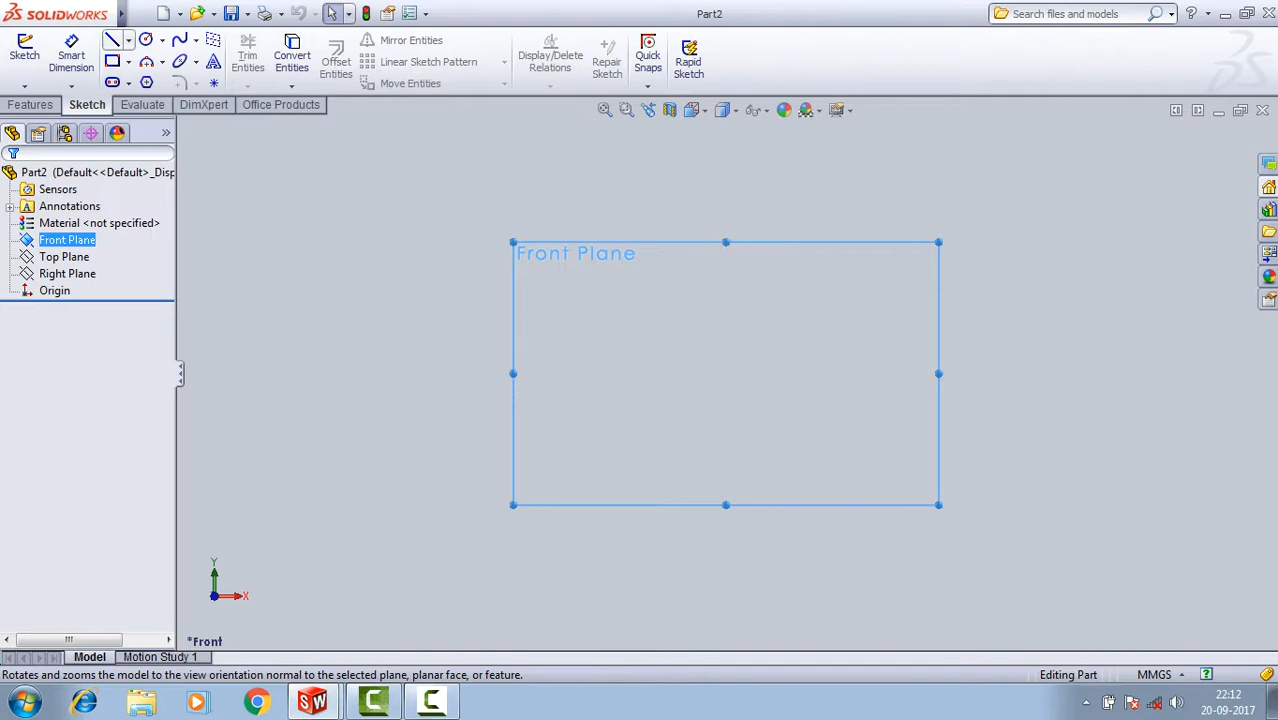 SOLIDWORKS
Part2
Search files and models
Sketch
Smart Dimension
Trim Entities
Convert Entities
Offset Entities
Mirror Entities
Linear Sketch Pattern
Move Entities
Display/Delete Relations
Repair Sketch
Quick Snaps
Rapid Sketch
Features
Sketch
Evaluate
DimXpert
Office Products
Part2 (Default<<Default>_Disp
Sensors
Annotations
Material <not specified>
Front Plane
Top Plane
Right Plane
Origin
Front Plane
Y
X
*Front
Model
Motion Study 1
Rotates and zooms the model to the view orientation normal to the selected plane, planar face, or feature.
Editing Part
MMGS
22:12
20-09-2017